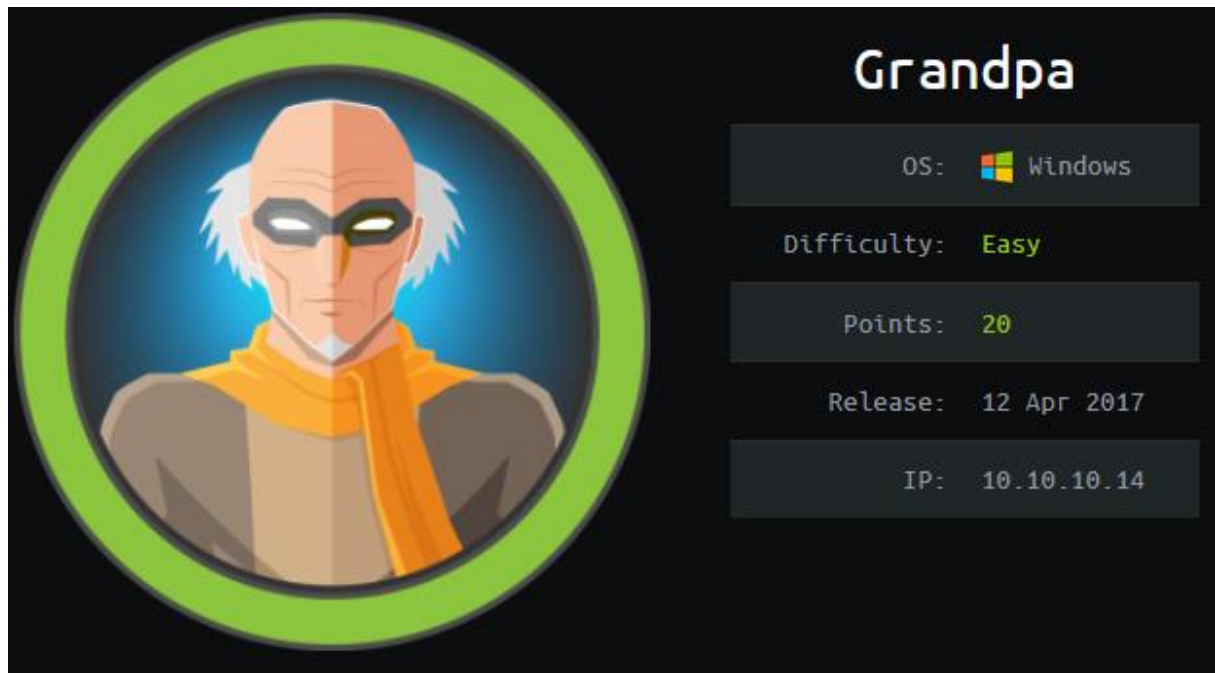 Grandpa
OS: Windows
Difficulty: Easy
Points: 20
Release: 12 Apr 2017
IP: 10.10.10.14